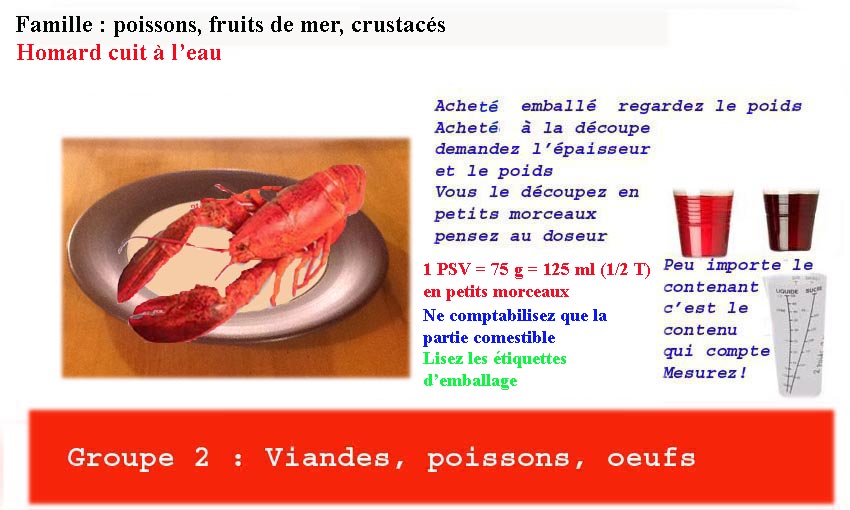 Famille : poissons, fruits de mer, crustacés
Homard cuit à l’eau
Acheté emballé regardez le poids
Acheté à la découpe
demandez l’épaisseur
et le poids
Vous le découpez en
petits morceaux
pensez au doseur
1 PSV = 75 g = 125 ml (1/2 T)
en petits morceaux
Ne comptabilisez que la
partie comestible
Lisez les étiquettes
d’emballage
Peu importe le
contenant
c’est le
contenu
qui compte
Mesurez!
LIQUIDE SUCRE
Groupe 2 : Viandes, poissons, oeufs